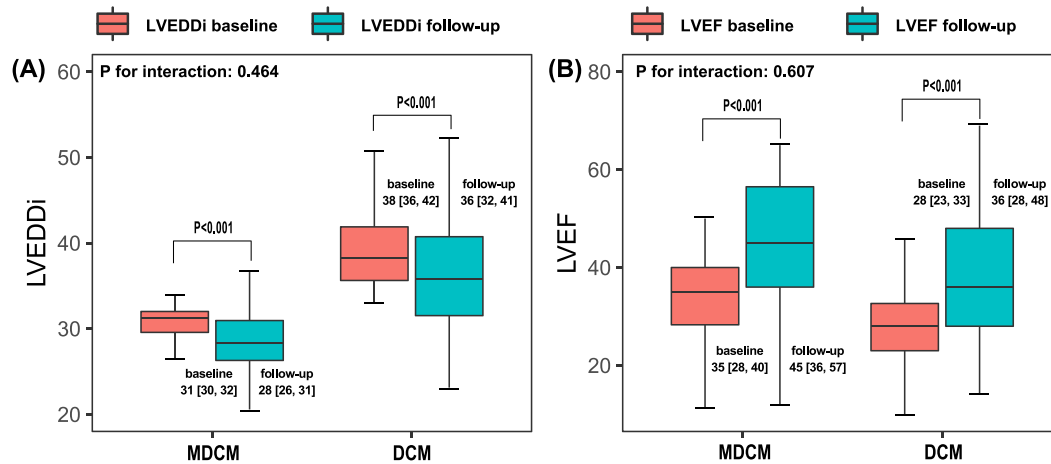 LVEDDi baseline LVEDDi follow-up
(A)
P for interaction: 0.464
LVEDDi
60
50
40
30
20
P<0.001
baseline
31 [30, 32]
follow-up
28 [26, 31]
P<0.001
baseline
38 [36, 42]
follow-up
36 [32, 41]
MDCM DCM
LVEF baseline LVEF follow-up
(B)
P for interaction: 0.607
LVEF
80
60
40
20
P<0.001
baseline
35 [28, 40]
follow-up
45 [36, 57]
P<0.001
baseline
28 [23, 33]
follow-up
36 [28, 48]
MDCM DCM